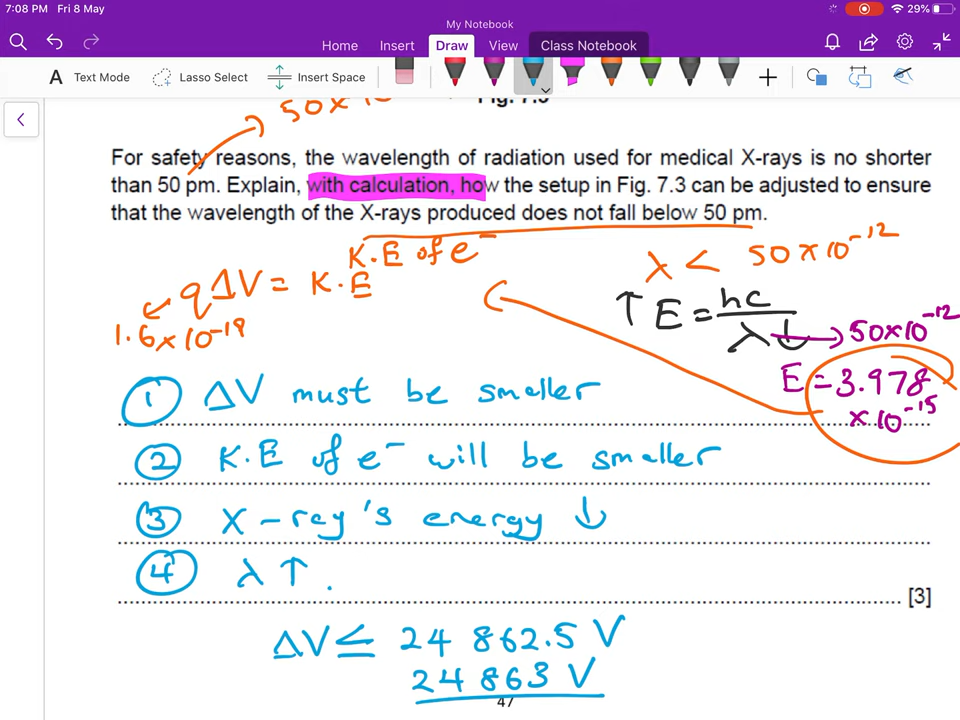 7:08 PM Fri 8 May
29%
My Notebook
Home Insert Draw View Class Notebook
A Text Mode Lasso Select Insert Space
50 x 10
For safety reasons, the wavelength of radiation used for medical X-rays is no shorter
than 50 pm. Explain, with calculation, how the setup in Fig. 7.3 can be adjusted to ensure
that the wavelength of the X-rays produced does not fall below 50 pm.
K.E of e⁻
qΔV = K.E
1.6 x 10⁻¹⁹
λ < 50 x 10⁻¹²
↑ E = hc / λ ↓ → 50x10⁻¹²
E = 3.978
x 10⁻¹⁵
① ΔV must be smaller
② K.E of e⁻ will be smaller
③ X-ray's energy ↓
④ λ ↑ .
[3]
ΔV ≤ 24 862.5 V
24 863 V
47